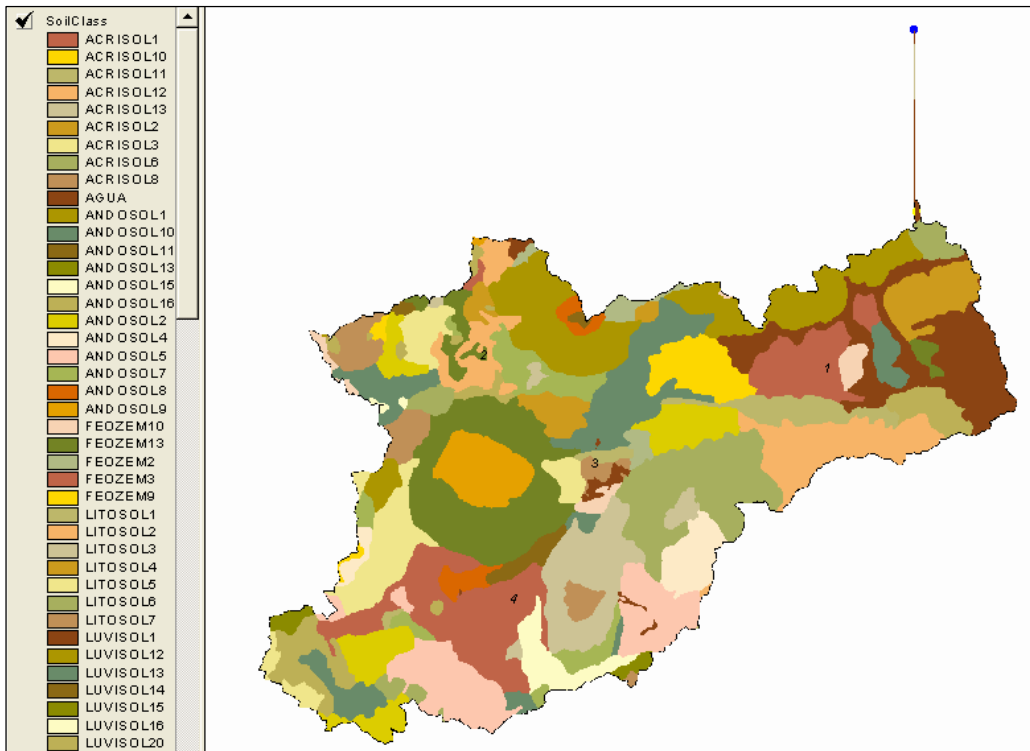 SoilClass
ACRISOL1
ACRISOL10
ACRISOL11
ACRISOL12
ACRISOL13
ACRISOL2
ACRISOL3
ACRISOL6
ACRISOL8
AGUA
ANDOSOL1
ANDOSOL10
ANDOSOL11
ANDOSOL13
ANDOSOL15
ANDOSOL16
ANDOSOL2
ANDOSOL4
ANDOSOL5
ANDOSOL7
ANDOSOL8
ANDOSOL9
FEOZEM10
FEOZEM13
FEOZEM2
FEOZEM3
FEOZEM9
LITOSOL1
LITOSOL2
LITOSOL3
LITOSOL4
LITOSOL5
LITOSOL6
LITOSOL7
LUVISOL1
LUVISOL12
LUVISOL13
LUVISOL14
LUVISOL15
LUVISOL16
LUVISOL20
2
1
3
4